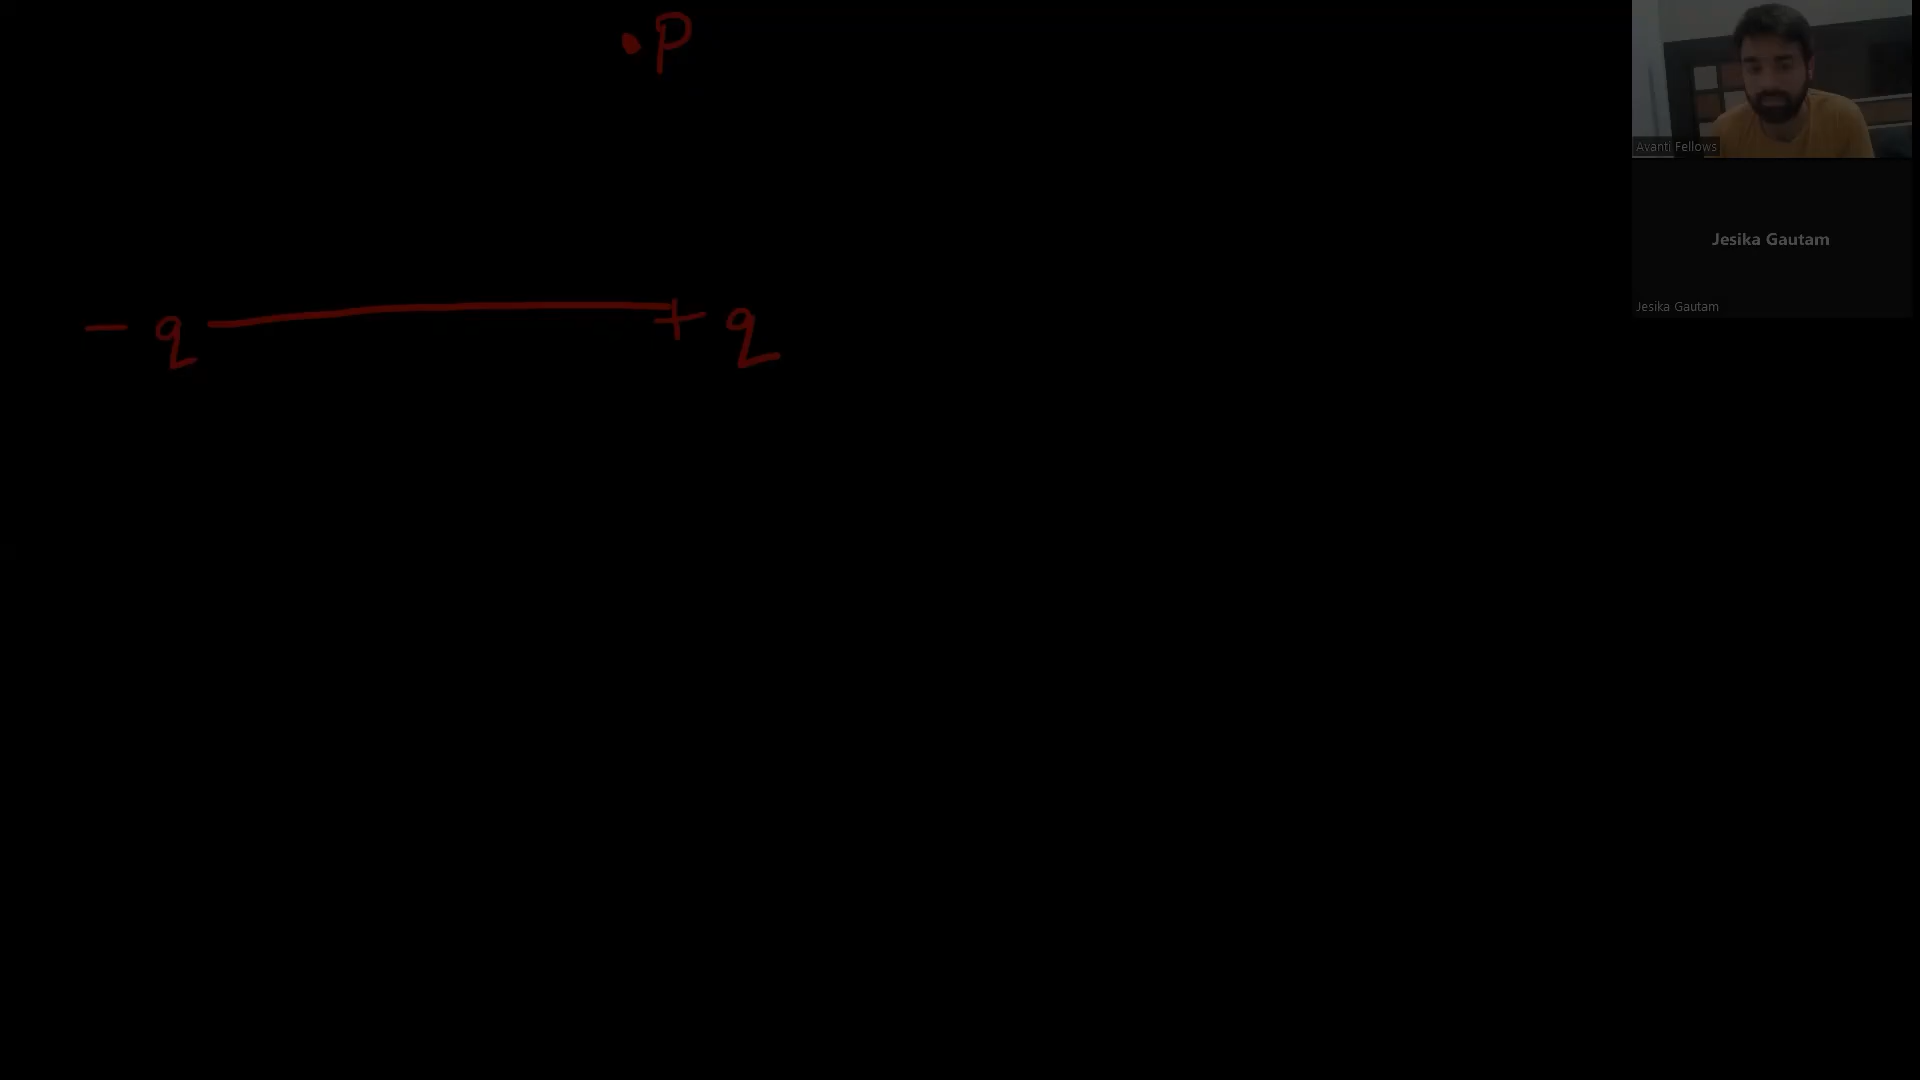 • P
Avanti Fellows
Jesika Gautam
Jesika Gautam
- q + q